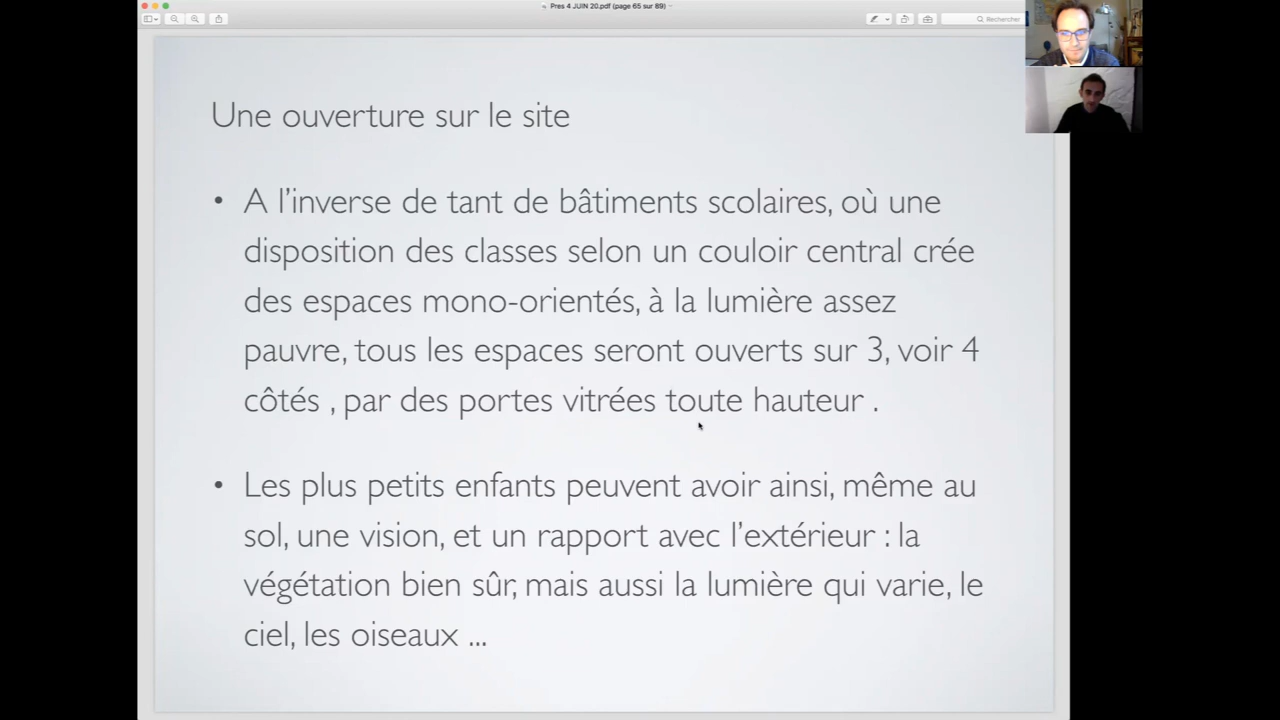 Pres 4 JUIN 20.pdf (page 65 sur 89)
Rechercher
Une ouverture sur le site
• A l'inverse de tant de bâtiments scolaires, où une
disposition des classes selon un couloir central crée
des espaces mono-orientés, à la lumière assez
pauvre, tous les espaces seront ouverts sur 3, voir 4
côtés , par des portes vitrées toute hauteur .
• Les plus petits enfants peuvent avoir ainsi, même au
sol, une vision, et un rapport avec l'extérieur : la
végétation bien sûr, mais aussi la lumière qui varie, le
ciel, les oiseaux ...